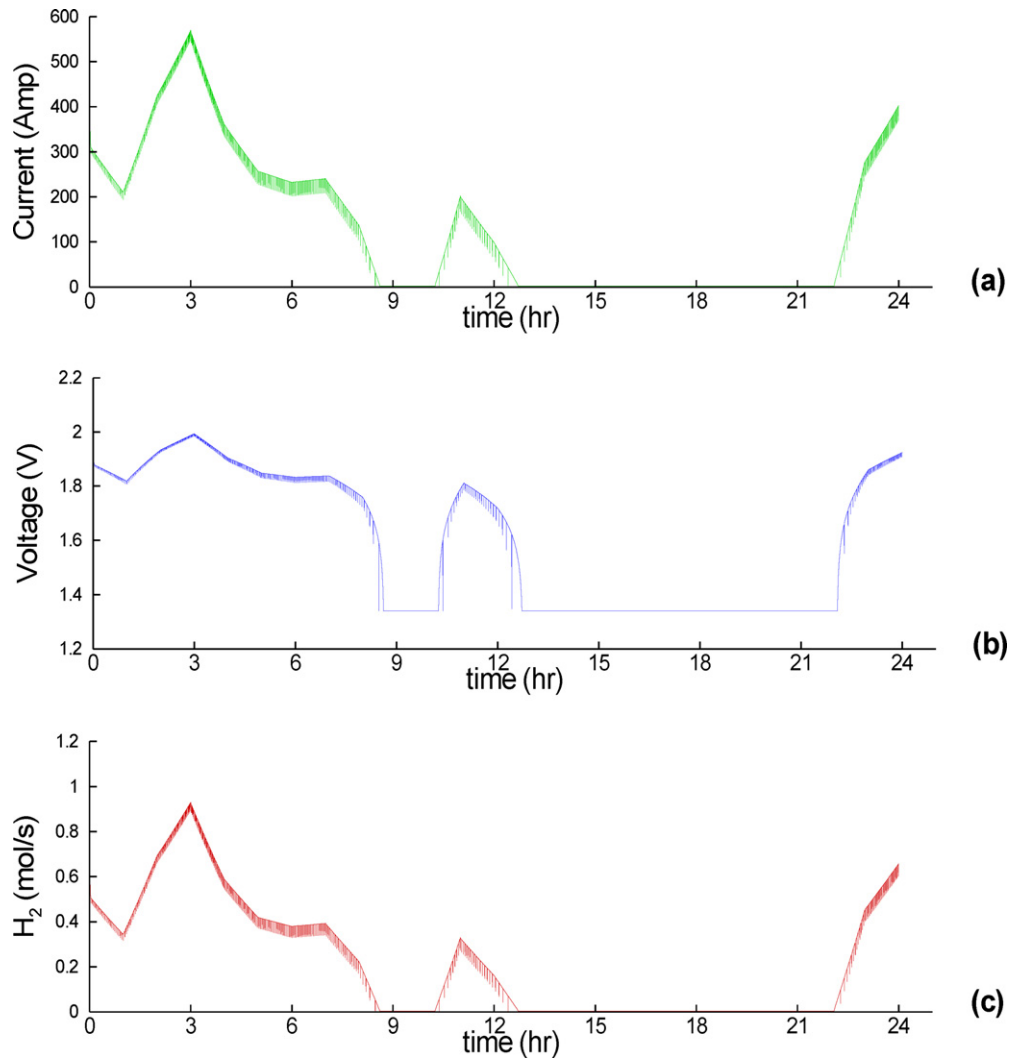 600
500
400
300
200
100
0
Current (Amp)
0 3 6 9 12 15 18 21 24
time (hr)
(a)
2.2
2
1.8
1.6
1.4
1.2
Voltage (V)
0 3 6 9 12 15 18 21 24
time (hr)
(b)
1.2
1
0.8
0.6
0.4
0.2
0
H2 (mol/s)
0 3 6 9 12 15 18 21 24
time (hr)
(c)